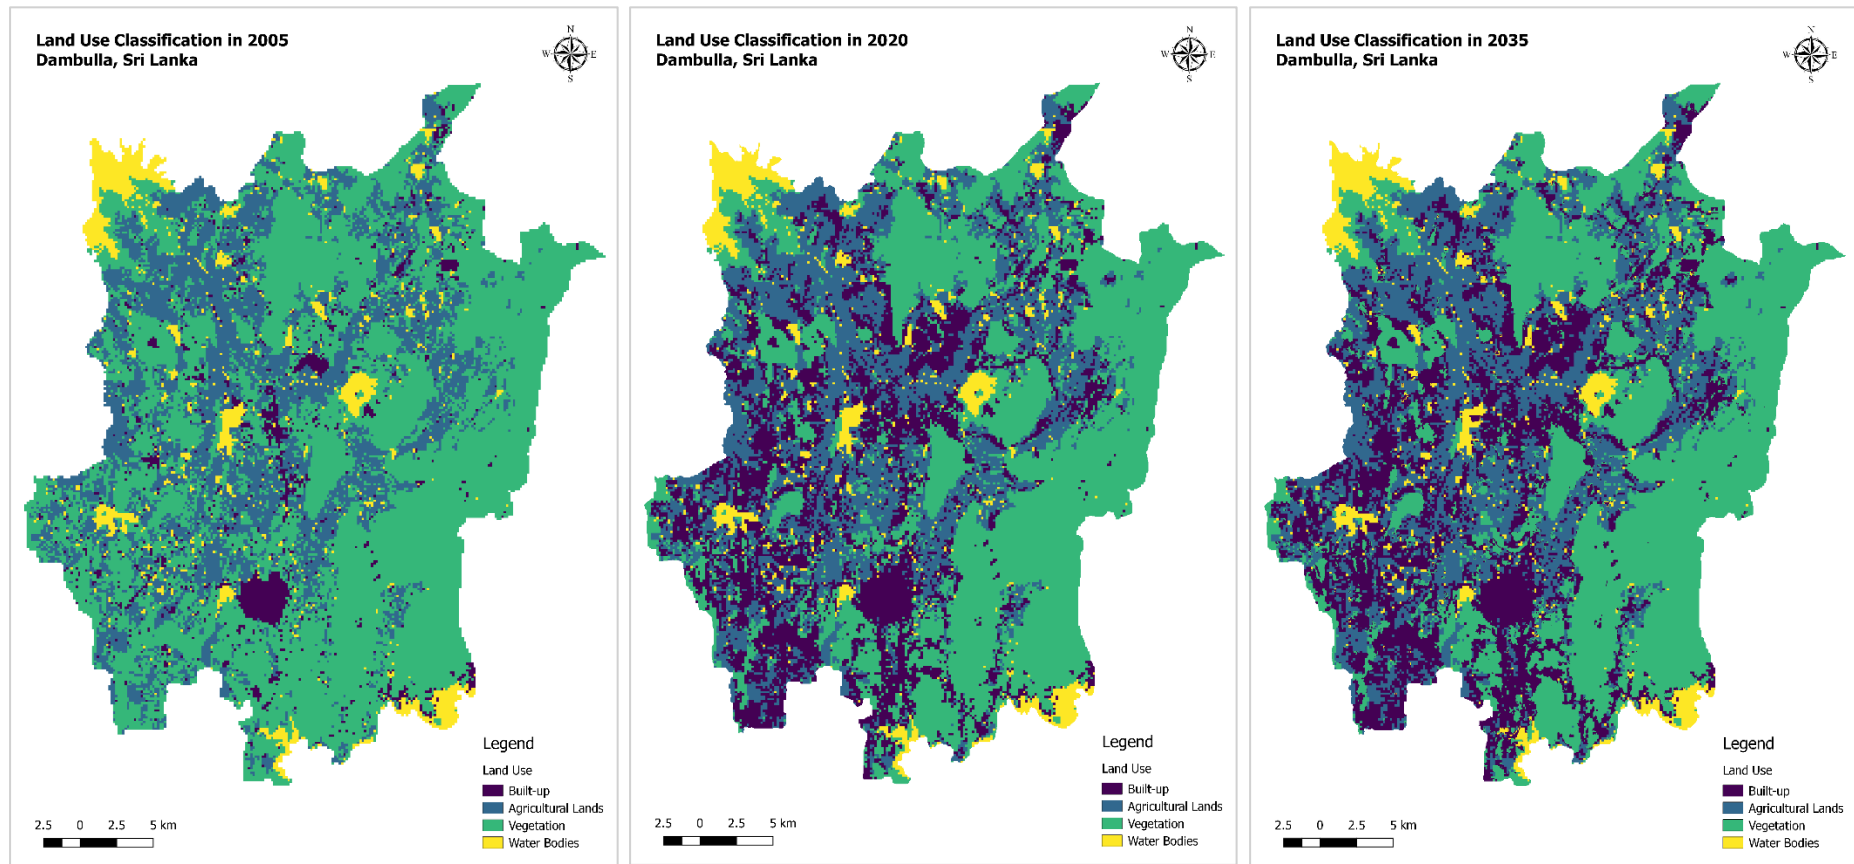 Land Use Classification in 2005
Dambulla, Sri Lanka
N
W
E
S
Legend
Land Use
Built-up
Agricultural Lands
Vegetation
Water Bodies
2.5 0 2.5 5 km
Land Use Classification in 2020
Dambulla, Sri Lanka
N
W
E
S
Legend
Land Use
Built-up
Agricultural Lands
Vegetation
Water Bodies
2.5 0 2.5 5 km
Land Use Classification in 2035
Dambulla, Sri Lanka
N
W
E
S
Legend
Land Use
Built-up
Agricultural Lands
Vegetation
Water Bodies
2.5 0 2.5 5 km